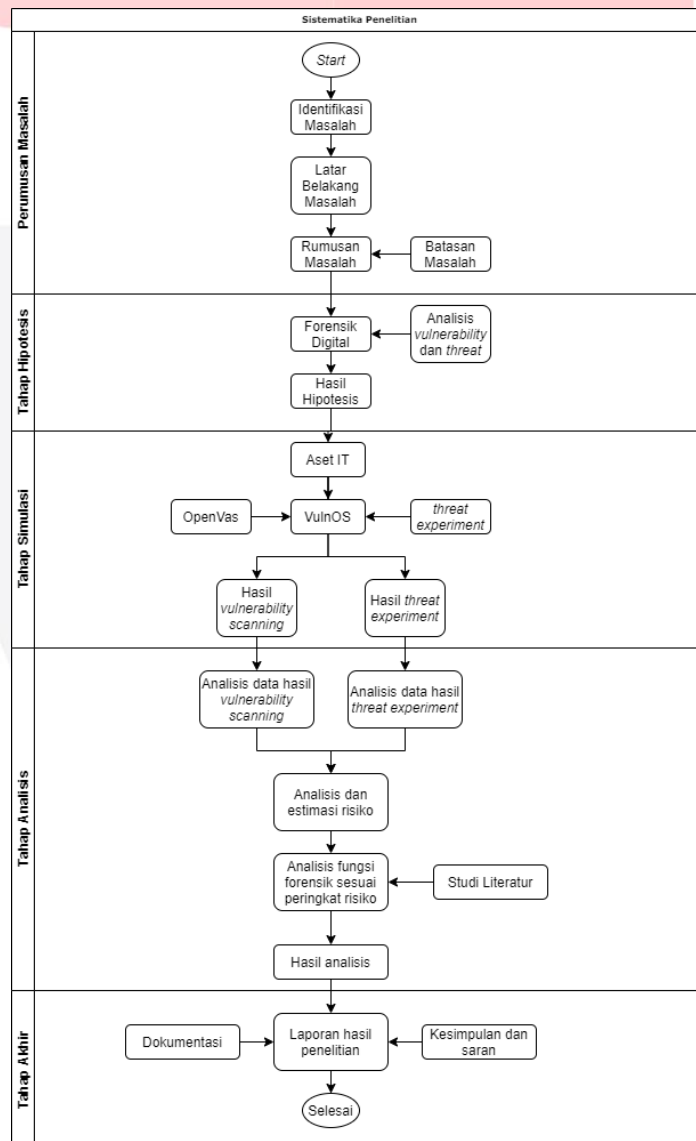 Sistematika Penelitian
Perumusan Masalah
Start
Identifikasi
Masalah
Latar
Belakang
Masalah
Rumusan
Masalah
Batasan
Masalah
Tahap Hipotesis
Forensik
Digital
Analisis
vulnerability
dan threat
Hasil
Hipotesis
Tahap Simulasi
Aset IT
OpenVas
VulnOS
threat
experiment
Hasil
vulnerability
scanning
Hasil threat
experiment
Tahap Analisis
Analisis data hasil
vulnerability
scanning
Analisis data hasil
threat experiment
Analisis dan
estimasi risiko
Analisis fungsi
forensik sesuai
peringkat risiko
Studi Literatur
Hasil analisis
Tahap Akhir
Dokumentasi
Laporan hasil
penelitian
Kesimpulan dan
saran
Selesai